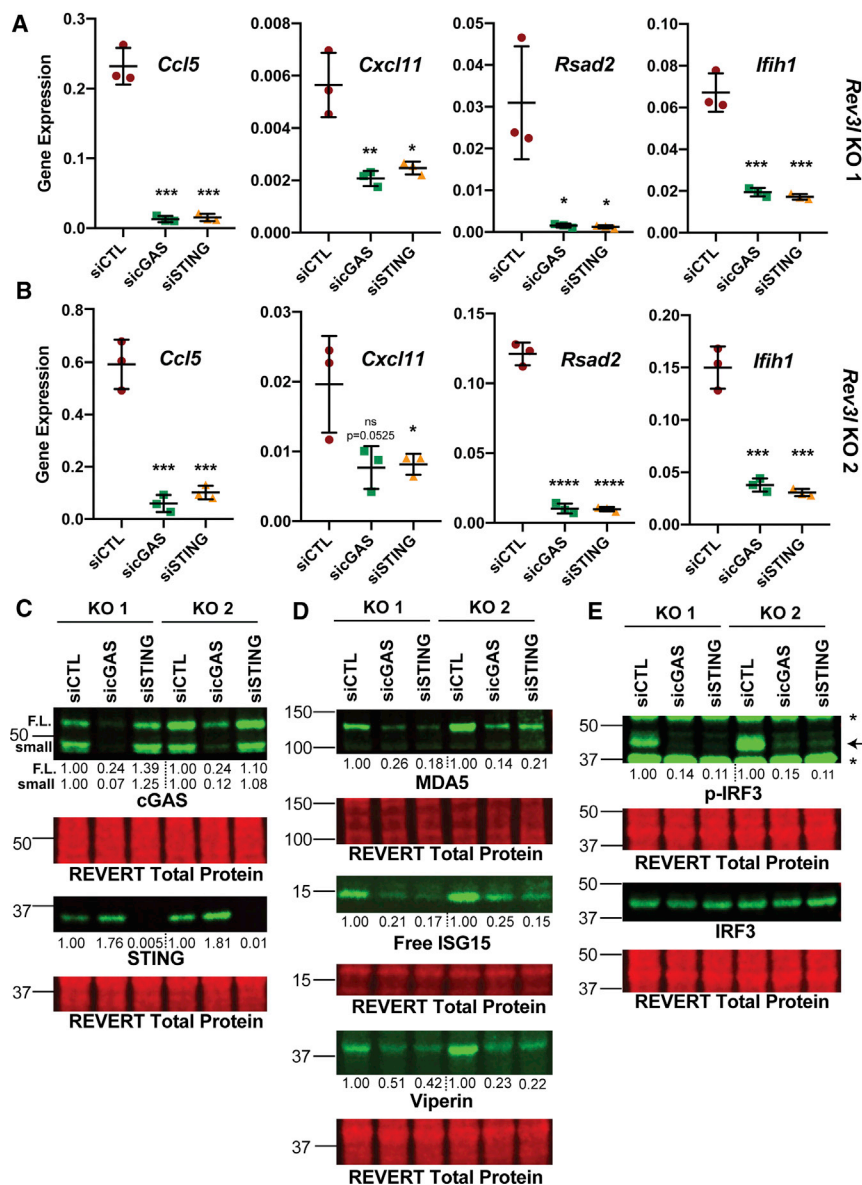 A
Gene Expression
0.3
0.2
0.1
0.0
Ccl5
***
***
siCTL
sicGAS
siSTING
0.008
0.006
0.004
0.002
0.000
Cxcl11
**
*
siCTL
sicGAS
siSTING
0.05
0.04
0.03
0.02
0.01
0.00
Rsad2
*
*
siCTL
sicGAS
siSTING
0.10
0.08
0.06
0.04
0.02
0.00
Ifih1
***
***
siCTL
sicGAS
siSTING
Rev3l KO 1
B
Gene Expression
0.8
0.6
0.4
0.2
0.0
Ccl5
***
***
siCTL
sicGAS
siSTING
0.03
0.02
0.01
0.00
Cxcl11
ns
p=0.0525
*
siCTL
sicGAS
siSTING
0.15
0.10
0.05
0.00
Rsad2
****
****
siCTL
sicGAS
siSTING
0.20
0.15
0.10
0.05
0.00
Ifih1
***
***
siCTL
sicGAS
siSTING
Rev3l KO 2
C
KO 1 KO 2
siCTL sicGAS siSTING siCTL sicGAS siSTING
F.L.
50
small
F.L. 1.00 0.24 1.39 1.00 0.24 1.10
small 1.00 0.07 1.25 1.00 0.12 1.08
cGAS
50
REVERT Total Protein
37
1.00 1.76 0.005 1.00 1.81 0.01
STING
37
REVERT Total Protein
D
KO 1 KO 2
siCTL sicGAS siSTING siCTL sicGAS siSTING
150
100
1.00 0.26 0.18 1.00 0.14 0.21
MDA5
150
100
REVERT Total Protein
15
1.00 0.21 0.17 1.00 0.25 0.15
Free ISG15
15
REVERT Total Protein
37
1.00 0.51 0.42 1.00 0.23 0.22
Viperin
37
REVERT Total Protein
E
KO 1 KO 2
siCTL sicGAS siSTING siCTL sicGAS siSTING
50
*
37
*
1.00 0.14 0.11 1.00 0.15 0.11
p-IRF3
50
37
REVERT Total Protein
50
37
IRF3
50
37
REVERT Total Protein